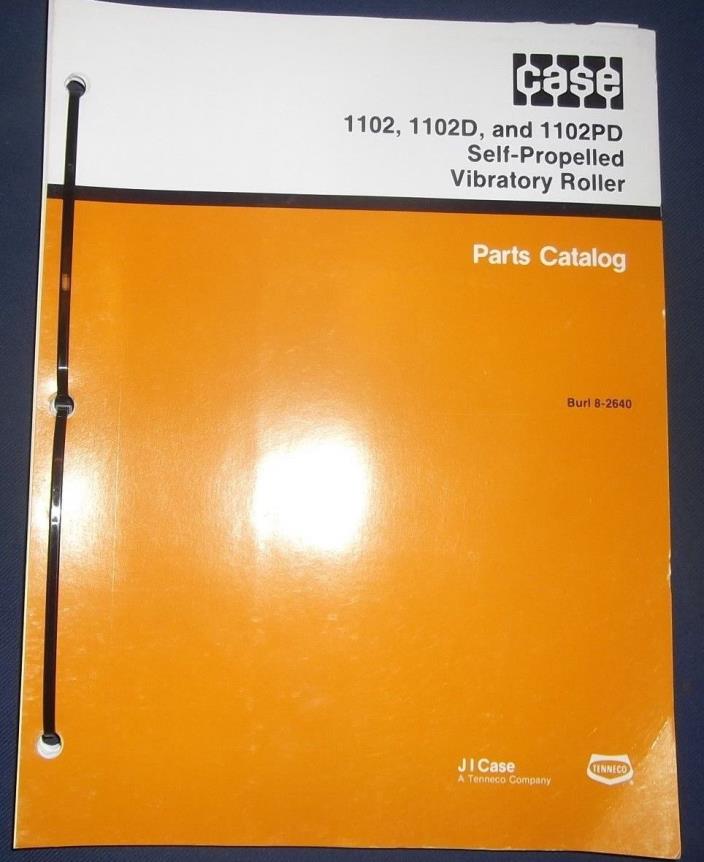 case
1102, 1102D, and 1102PD
Self-Propelled
Vibratory Roller
Parts Catalog
Burl 8-2640
J I Case
A Tenneco Company
TENNECO